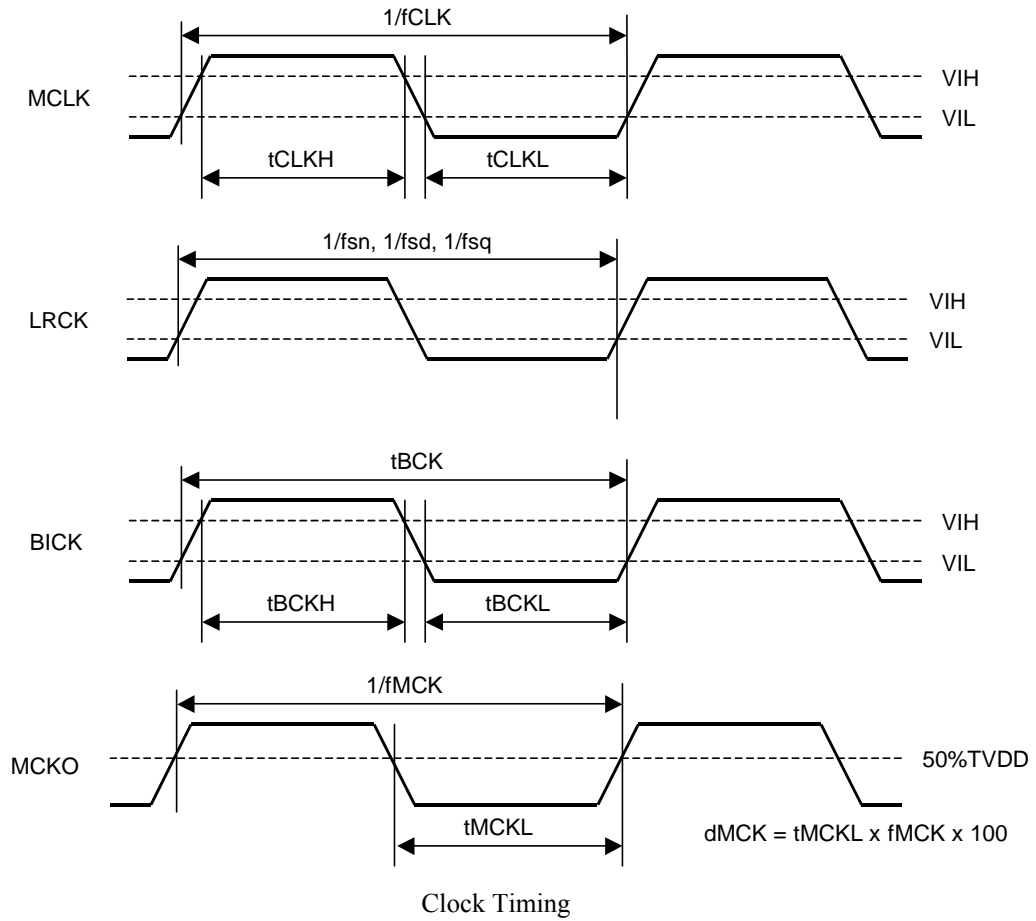 1/fCLK
MCLK
VIH
VIL
tCLKH
tCLKL
1/fsn, 1/fsd, 1/fsq
LRCK
VIH
VIL
tBCK
BICK
VIH
VIL
tBCKH
tBCKL
1/fMCK
MCKO
50%TVDD
tMCKL
dMCK = tMCKL x fMCK x 100
Clock Timing